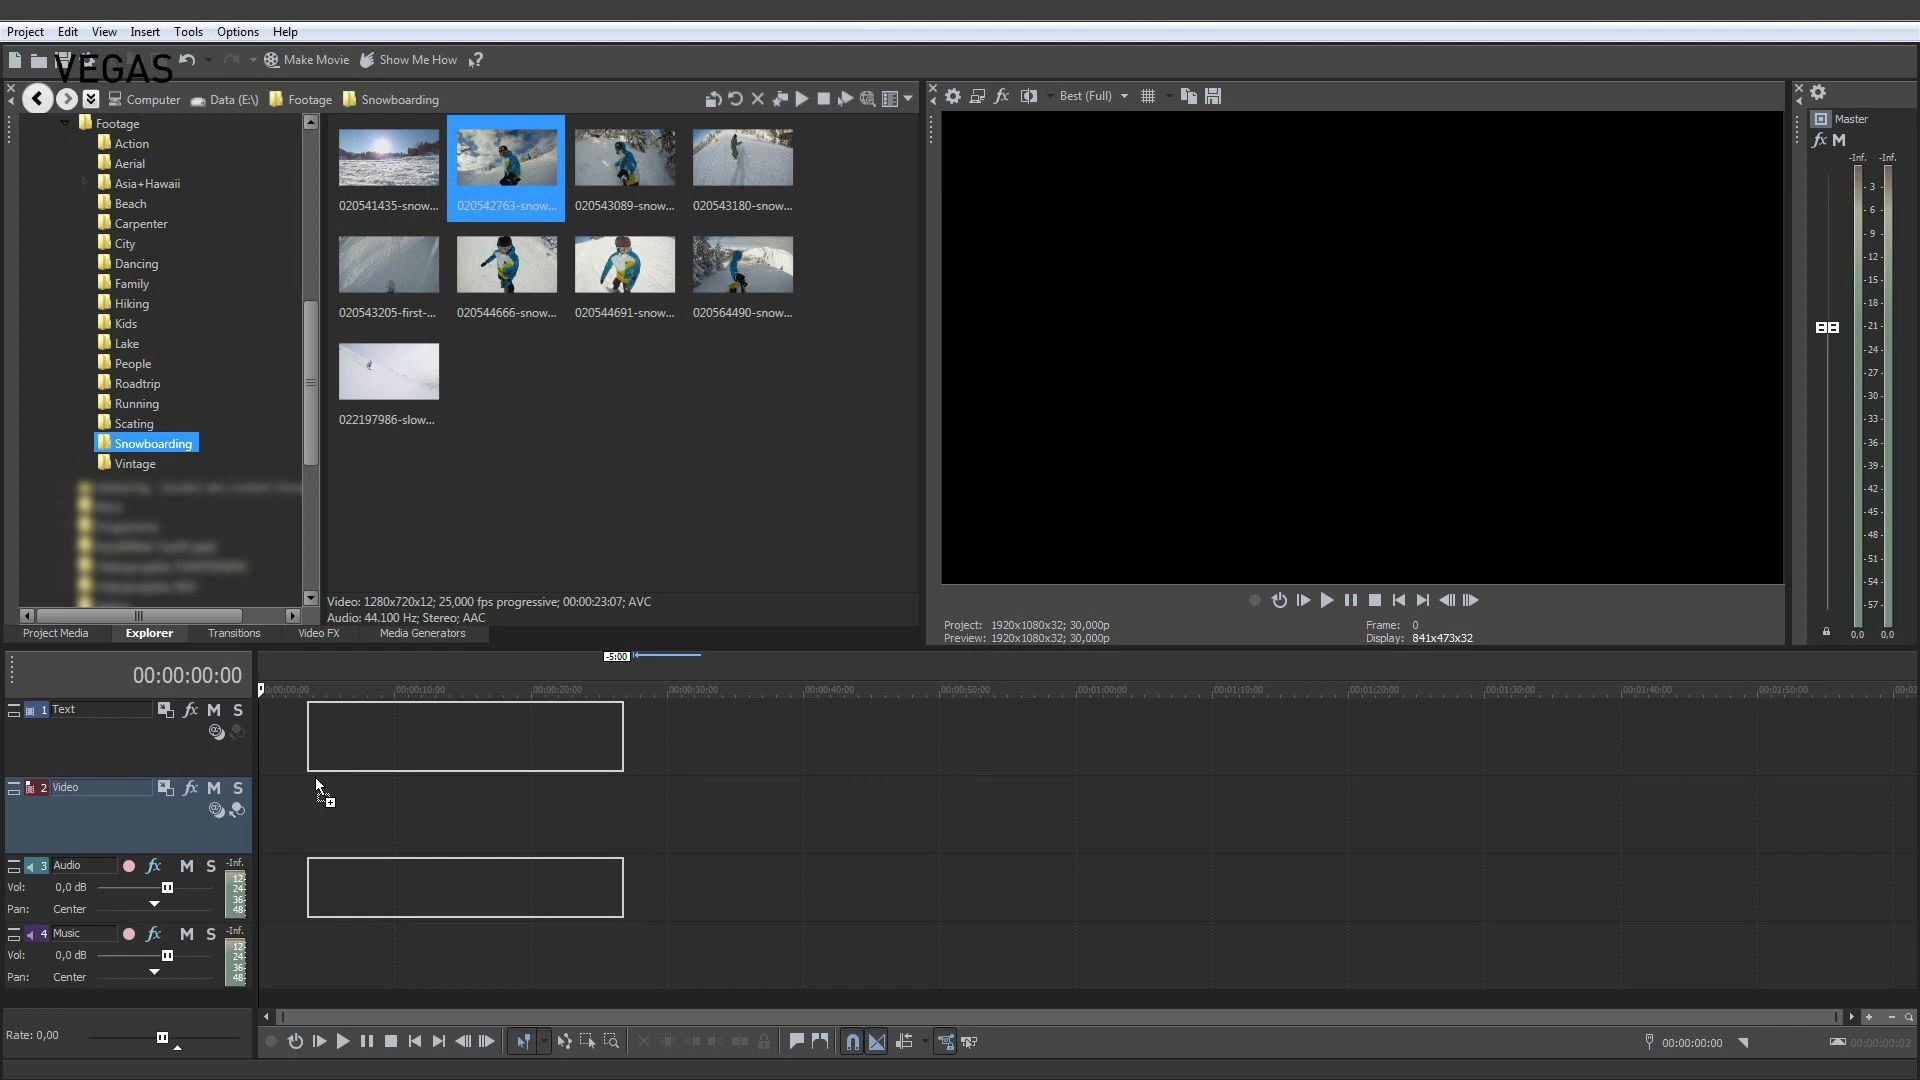 Project Edit View Insert Tools Options Help
VEGAS
Make Movie Show Me How
Computer Data (E:) Footage Snowboarding
Best (Full)
Footage
Action
Aerial
Asia+Hawaii
Beach
Carpenter
City
Dancing
Family
Hiking
Kids
Lake
People
Roadtrip
Running
Scating
Snowboarding
Vintage
020541435-snow... 020542763-snow... 020543089-snow... 020543180-snow...
020543205-first-... 020544666-snow... 020544691-snow... 020564490-snow...
022197986-slow...
Video: 1280x720x12; 25,000 fps progressive; 00:00:23:07; AVC
Audio: 44.100 Hz; Stereo; AAC
Project Media Explorer Transitions Video FX Media Generators
Project: 1920x1080x32; 30,000p
Preview: 1920x1080x32; 30,000p
Frame: 0
Display: 841x473x32
Master
fx M
-Inf. -Inf.
- 3 -
- 6 -
- 9 -
-12-
-15-
-18-
-21-
-24-
-27-
-30-
-33-
-36-
-39-
-42-
-45-
-48-
-51-
-54-
-57-
0,0 0,0
-5:00
00:00:00:00
00:00:00:00 00:00:10:00 00:00:20:00 00:00:30:00 00:00:40:00 00:00:50:00 00:01:00:00 00:01:10:00 00:01:20:00 00:01:30:00 00:01:40:00 00:01:50:00 00:02
1 Text fx M S
2 Video fx M S
3 Audio fx M S -Inf.
Vol: 0,0 dB
Pan: Center
12
24
36
48
4 Music fx M S -Inf.
Vol: 0,0 dB
Pan: Center
12
24
36
48
Rate: 0,00
00:00:00:00 00:00:00:02